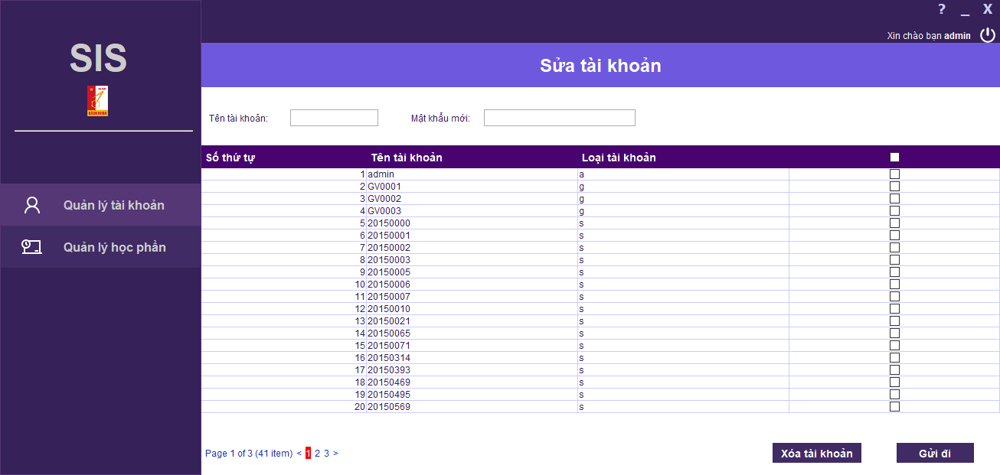 ? _ X
Xin chào bạn admin
SIS
BÁCH KHOA
Sửa tài khoản
Tên tài khoản: Mật khẩu mới:
Quản lý tài khoản
Quản lý học phần
Số thứ tự Tên tài khoản Loại tài khoản
1 admin a
2 GV0001 g
3 GV0002 g
4 GV0003 g
5 20150000 s
6 20150001 s
7 20150002 s
8 20150003 s
9 20150005 s
10 20150006 s
11 20150007 s
12 20150010 s
13 20150021 s
14 20150065 s
15 20150071 s
16 20150314 s
17 20150393 s
18 20150469 s
19 20150495 s
20 20150569 s
Page 1 of 3 (41 item) < 1 2 3 >
Xóa tài khoản Gửi đi